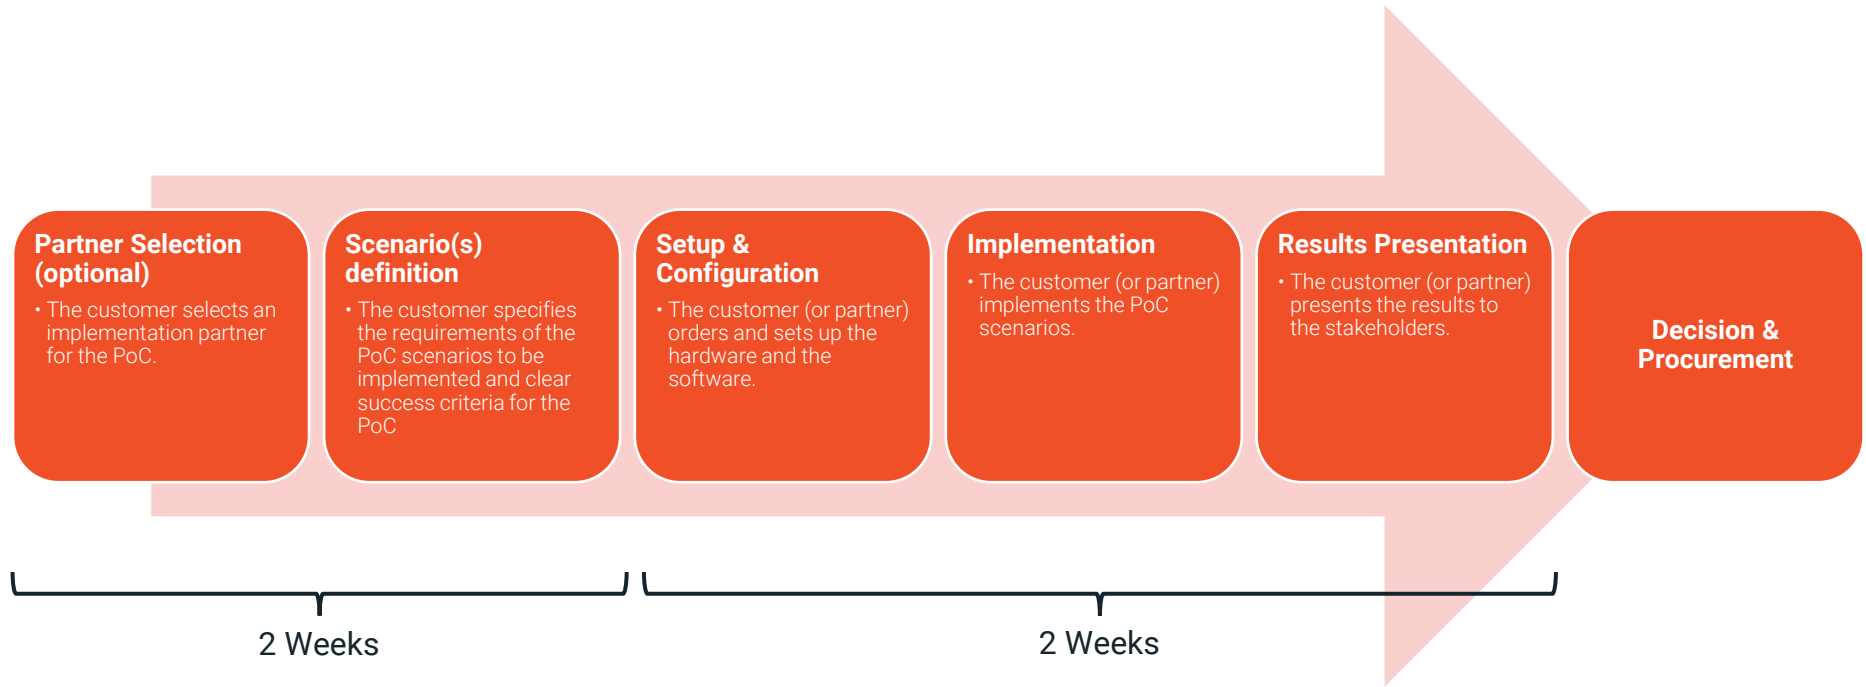 Partner Selection
(optional)
• The customer selects an
implementation partner
for the PoC.
Scenario(s)
definition
• The customer specifies
the requirements of the
PoC scenarios to be
implemented and clear
success criteria for the
PoC
Setup &
Configuration
• The customer (or partner)
orders and sets up the
hardware and the
software.
Implementation
• The customer (or partner)
implements the PoC
scenarios.
Results Presentation
• The customer (or partner)
presents the results to
the stakeholders.
Decision &
Procurement
2 Weeks
2 Weeks